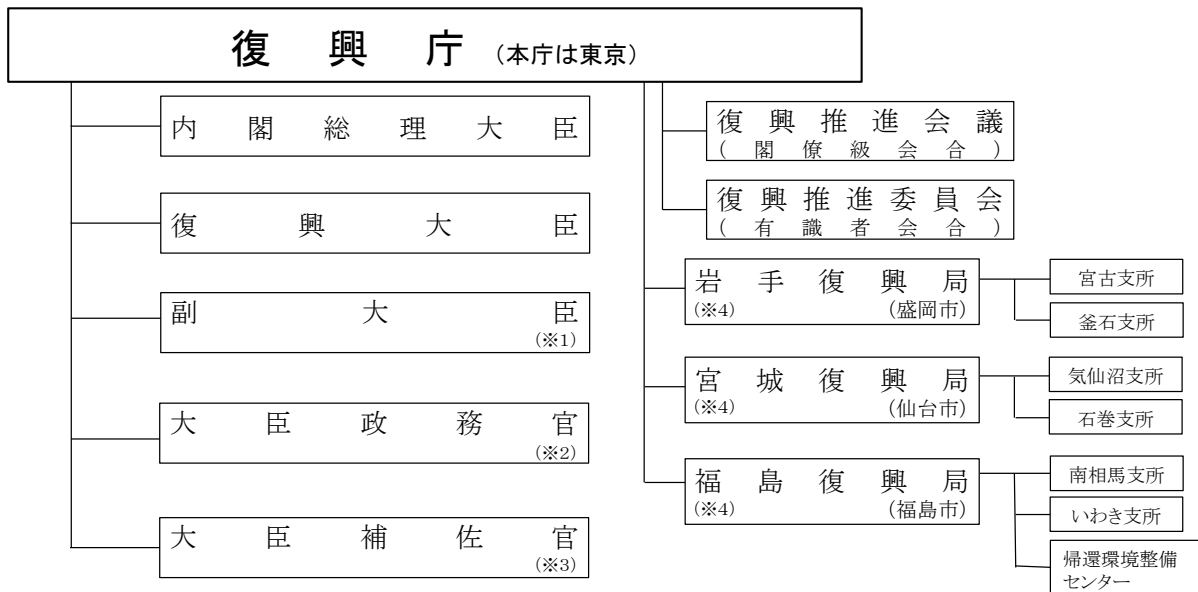 復興庁 (本庁は東京)
内閣総理大臣
復興大臣
副大臣
(※1)
大臣政務官
(※2)
大臣補佐官
(※3)
復興推進会議
(閣僚級会合)
復興推進委員会
(有識者会合)
岩手復興局
(※4) (盛岡市)
宮古支所
釜石支所
宮城復興局
(※4) (仙台市)
気仙沼支所
石巻支所
福島復興局
(※4) (福島市)
南相馬支所
いわき支所
帰還環境整備
センター